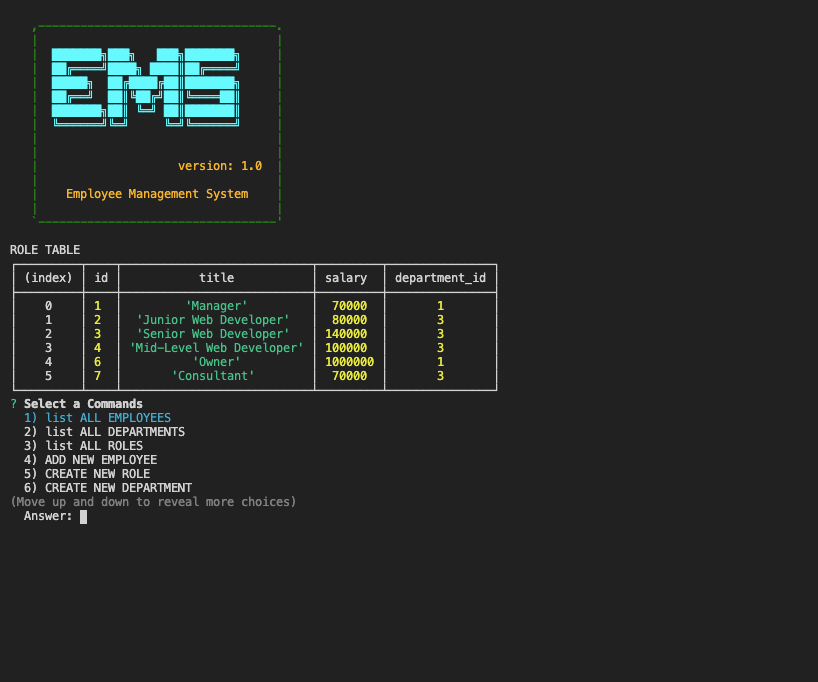 EMS
version: 1.0
Employee Management System
ROLE TABLE
(index) id title salary department_id
0 1 'Manager' 70000 1
1 2 'Junior Web Developer' 80000 3
2 3 'Senior Web Developer' 140000 3
3 4 'Mid-Level Web Developer' 100000 3
4 6 'Owner' 1000000 1
5 7 'Consultant' 70000 3
? Select a Commands
1) list ALL EMPLOYEES
2) list ALL DEPARTMENTS
3) list ALL ROLES
4) ADD NEW EMPLOYEE
5) CREATE NEW ROLE
6) CREATE NEW DEPARTMENT
(Move up and down to reveal more choices)
Answer: